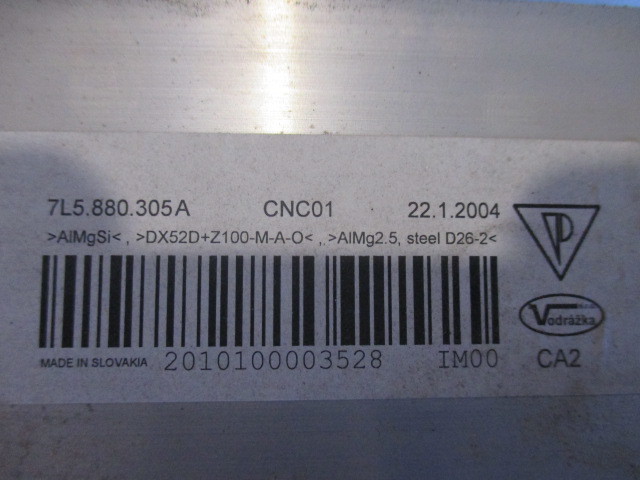 7L5.880.305A CNC01 22.1.2004
>AlMgSi< , >DX52D+Z100-M-A-O< , >AlMg2.5, steel D26-2<
P
Vodrážka
MADE IN SLOVAKIA 2010100003528 IM00 CA2